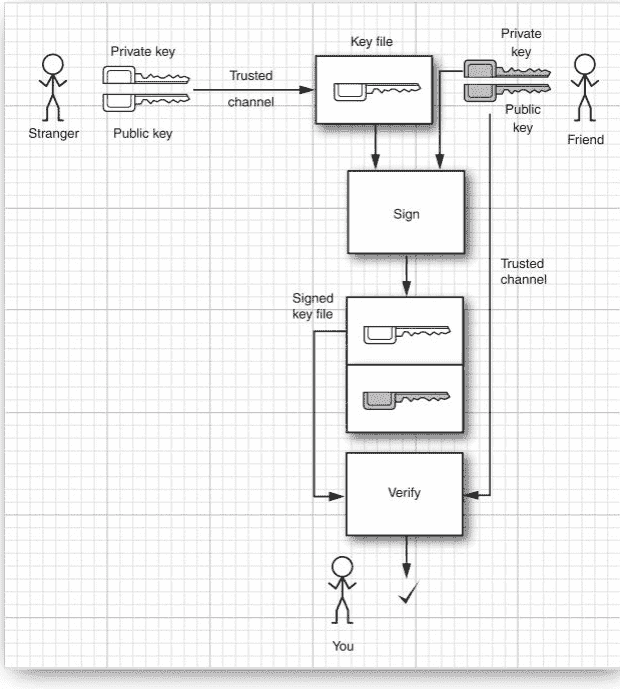 Private key
Public key
Stranger
Trusted
channel
Key file
Private
key
Public
key
Friend
Sign
Trusted
channel
Signed
key file
Verify
You